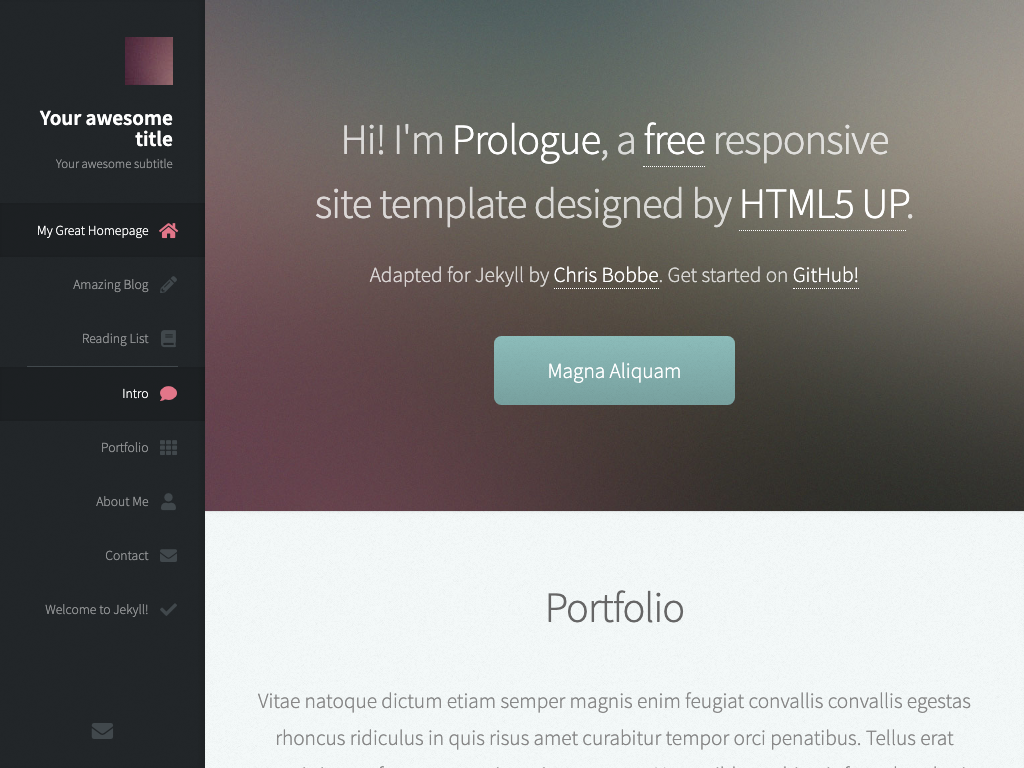 Your awesome
title
Your awesome subtitle
My Great Homepage
Amazing Blog
Reading List
Intro
Portfolio
About Me
Contact
Welcome to Jekyll!
Hi! I'm Prologue, a free responsive
site template designed by HTML5 UP.
Adapted for Jekyll by Chris Bobbe. Get started on GitHub!
Magna Aliquam
Portfolio
Vitae natoque dictum etiam semper magnis enim feugiat convallis convallis egestas
rhoncus ridiculus in quis risus amet curabitur tempor orci penatibus. Tellus erat